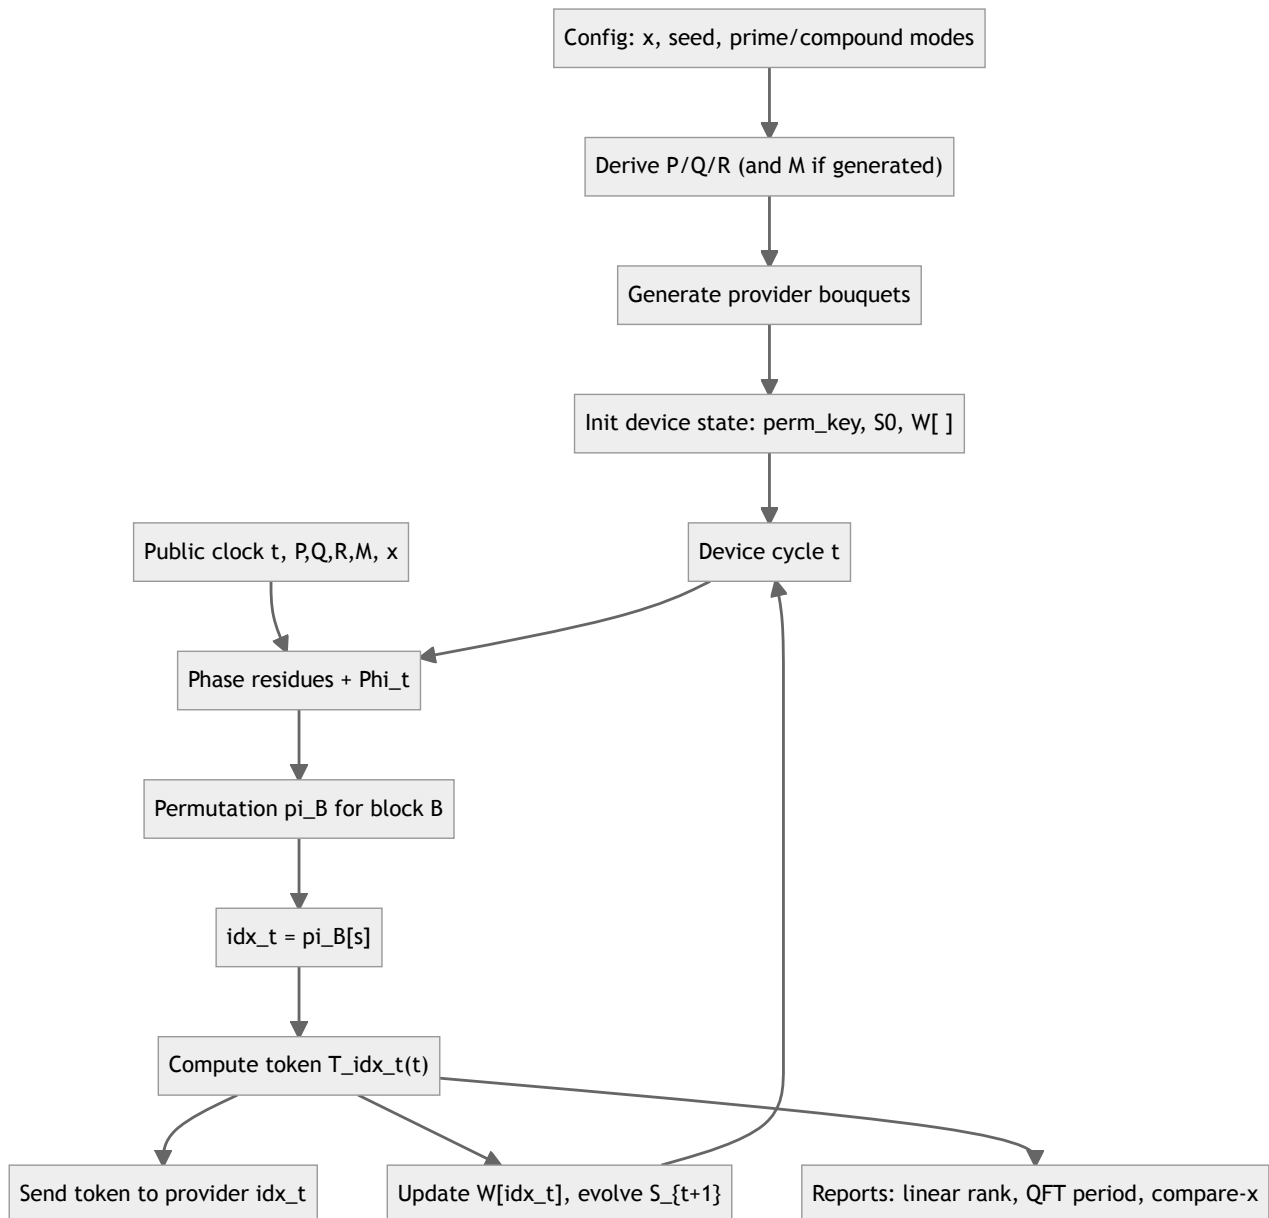 Config: x, seed, prime/compound modes
Derive P/Q/R (and M if generated)
Generate provider bouquets
Init device state: perm_key, S0, W[ ]
Public clock t, P,Q,R,M, x
Device cycle t
Phase residues + Phi_t
Permutation pi_B for block B
idx_t = pi_B[s]
Compute token T_idx_t(t)
Send token to provider idx_t
Update W[idx_t], evolve S_{t+1}
Reports: linear rank, QFT period, compare-x